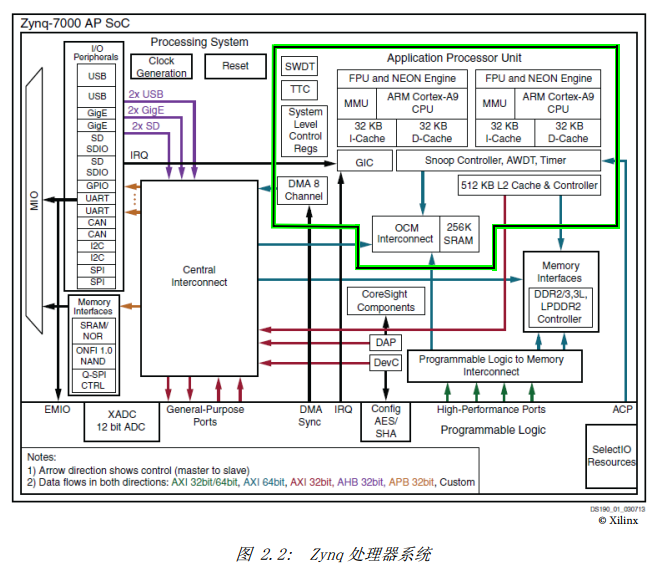 Zynq-7000 AP SoC
Processing System
I/O
Peripherals
USB
USB
GigE
GigE
SD
SDIO
SD
SDIO
GPIO
UART
UART
CAN
CAN
I2C
I2C
SPI
SPI
MIO
Clock
Generation
Reset
2x USB
2x GigE
2x SD
IRQ
Application Processor Unit
SWDT
TTC
System
Level
Control
Regs
FPU and NEON Engine
MMU
ARM Cortex-A9
CPU
32 KB
I-Cache
32 KB
D-Cache
FPU and NEON Engine
MMU
ARM Cortex-A9
CPU
32 KB
I-Cache
32 KB
D-Cache
GIC
Snoop Controller, AWDT, Timer
DMA 8
Channel
512 KB L2 Cache & Controller
OCM
Interconnect
256K
SRAM
Central
Interconnect
Memory
Interfaces
DDR2/3,3L,
LPDDR2
Controller
CoreSight
Components
DAP
DevC
Programmable Logic to Memory
Interconnect
Memory
Interfaces
SRAM/
NOR
ONFI 1.0
NAND
Q-SPI
CTRL
EMIO
XADC
12 bit ADC
General-Purpose
Ports
DMA
Sync
IRQ
Config
AES/
SHA
High-Performance Ports
ACP
Programmable Logic
SelectIO
Resources
Notes:
1) Arrow direction shows control (master to slave)
2) Data flows in both directions: AXI 32bit/64bit, AXI 64bit, AXI 32bit, AHB 32bit, APB 32bit, Custom
DS190_01_030713
© Xilinx
图 2.2: Zynq 处理器系统